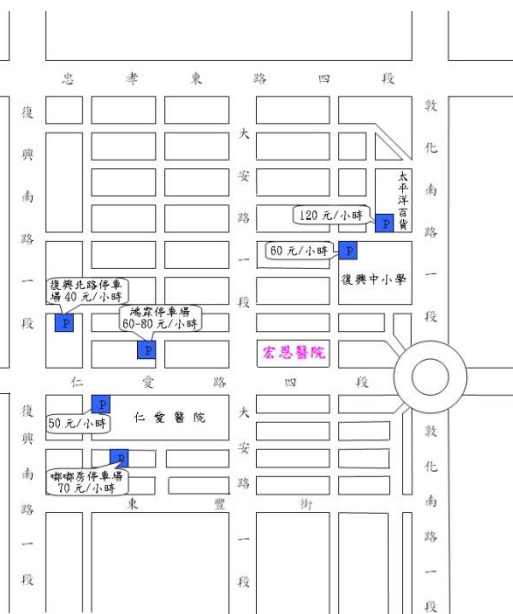 忠孝東路四段
復興南路一段
大安路一段
敦化南路一段
太平洋百貨
120 元/小時
P
60 元/小時
P
復興中小學
復興北路停車
場 40 元/小時
P
鴻霖停車場
60-80 元/小時
P
宏恩醫院
仁愛路四段
P
50 元/小時
仁愛醫院
P
嘟嘟房停車場
70 元/小時
東豐街
復興南路一段
大安路一段
敦化南路一段